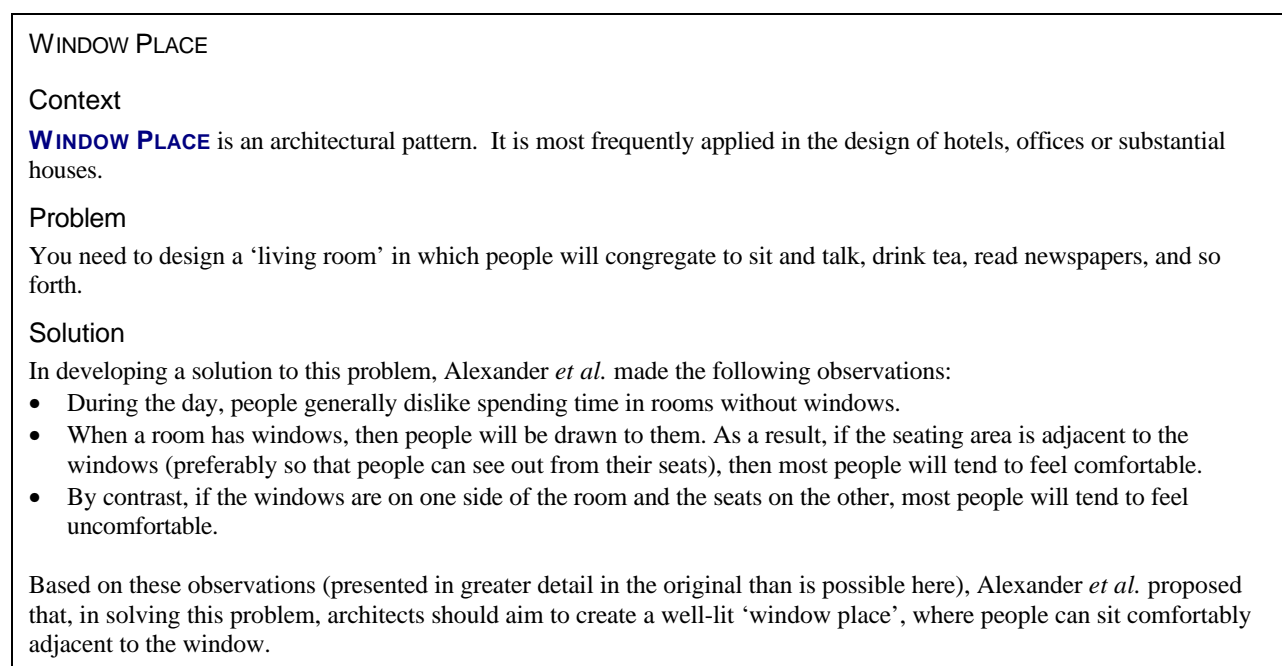 WINDOW PLACE
Context
WINDOW PLACE is an architectural pattern. It is most frequently applied in the design of hotels, offices or substantial
houses.
Problem
You need to design a ‘living room’ in which people will congregate to sit and talk, drink tea, read newspapers, and so
forth.
Solution
In developing a solution to this problem, Alexander et al. made the following observations:
• During the day, people generally dislike spending time in rooms without windows.
• When a room has windows, then people will be drawn to them. As a result, if the seating area is adjacent to the
windows (preferably so that people can see out from their seats), then most people will tend to feel comfortable.
• By contrast, if the windows are on one side of the room and the seats on the other, most people will tend to feel
uncomfortable.
Based on these observations (presented in greater detail in the original than is possible here), Alexander et al. proposed
that, in solving this problem, architects should aim to create a well-lit ‘window place’, where people can sit comfortably
adjacent to the window.